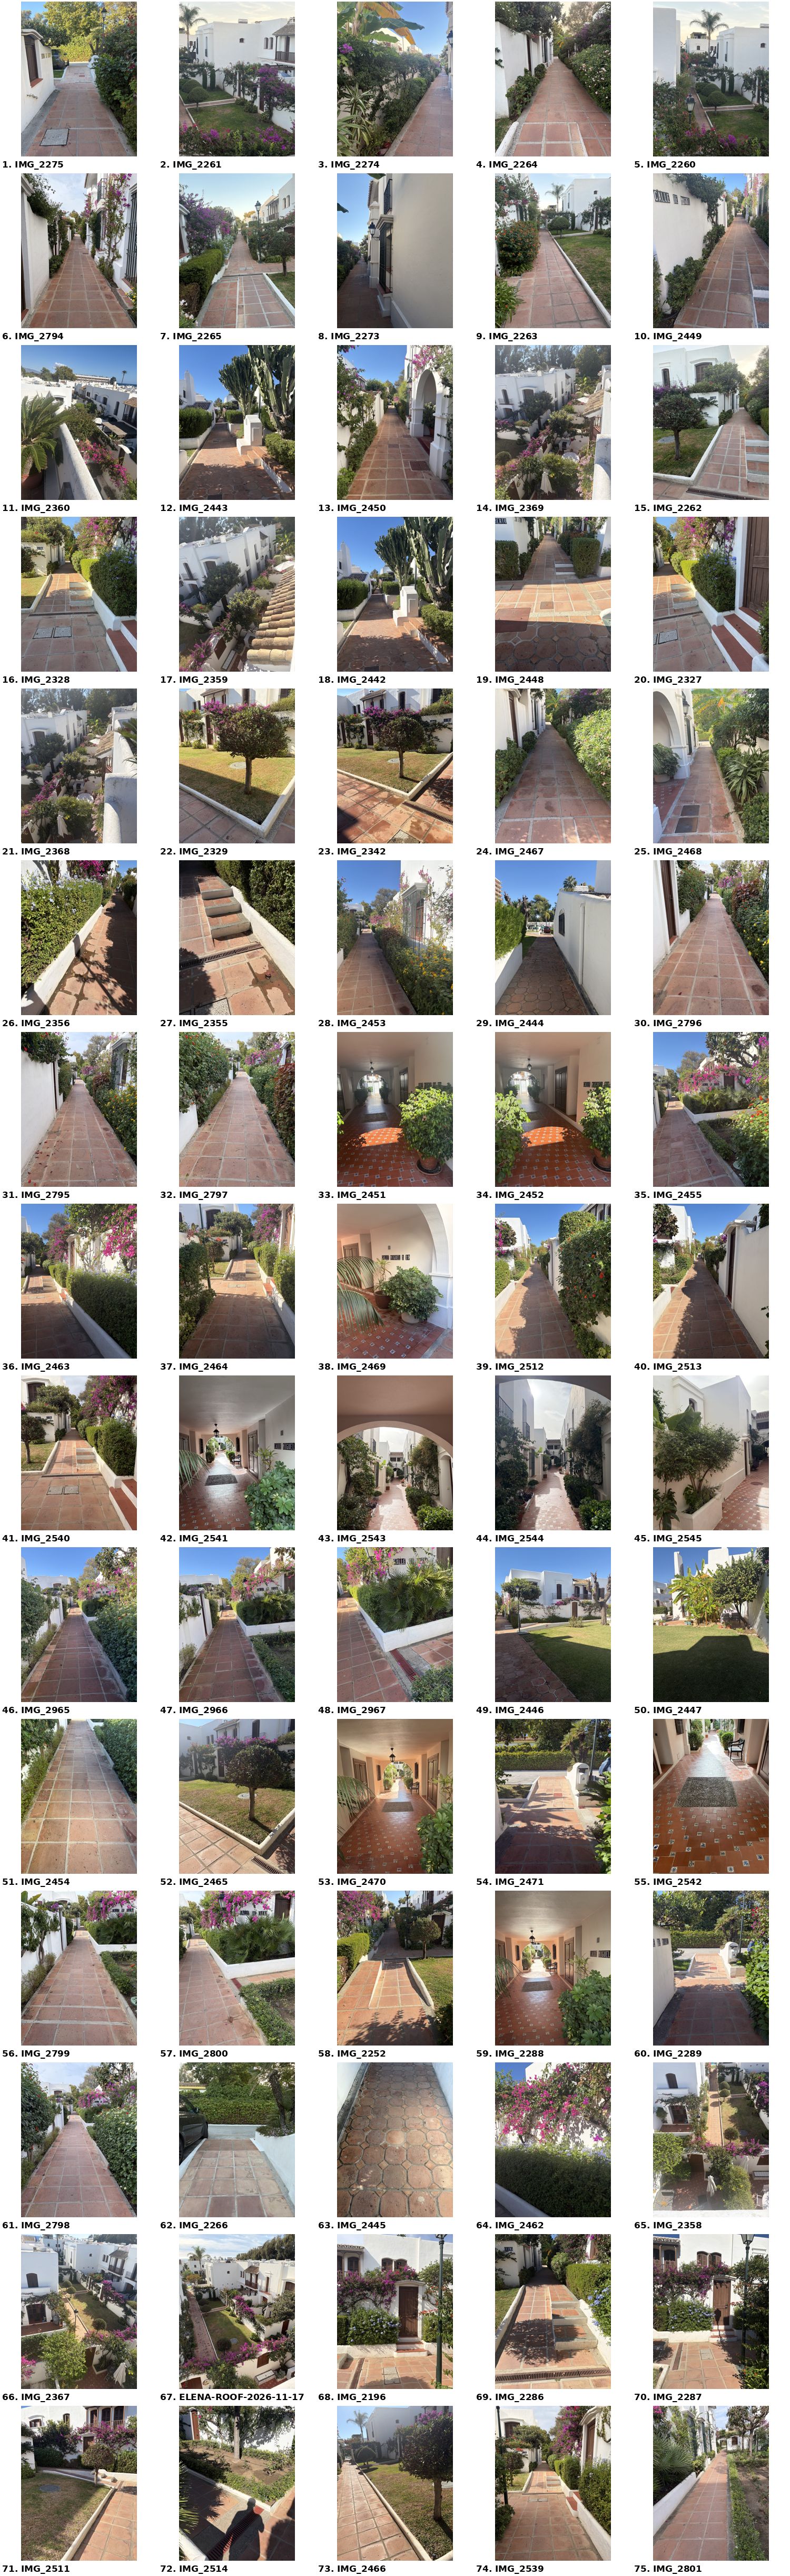 1. IMG_2275
2. IMG_2261
3. IMG_2274
4. IMG_2264
5. IMG_2260
6. IMG_2794
7. IMG_2265
8. IMG_2273
9. IMG_2263
10. IMG_2449
11. IMG_2360
12. IMG_2443
13. IMG_2450
14. IMG_2369
15. IMG_2262
16. IMG_2328
17. IMG_2359
18. IMG_2442
19. IMG_2448
20. IMG_2327
21. IMG_2368
22. IMG_2329
23. IMG_2342
24. IMG_2467
25. IMG_2468
26. IMG_2356
27. IMG_2355
28. IMG_2453
29. IMG_2444
30. IMG_2796
31. IMG_2795
32. IMG_2797
33. IMG_2451
34. IMG_2452
35. IMG_2455
36. IMG_2463
37. IMG_2464
38. IMG_2469
39. IMG_2512
40. IMG_2513
41. IMG_2540
42. IMG_2541
43. IMG_2543
44. IMG_2544
45. IMG_2545
46. IMG_2965
47. IMG_2966
48. IMG_2967
49. IMG_2446
50. IMG_2447
51. IMG_2454
52. IMG_2465
53. IMG_2470
54. IMG_2471
55. IMG_2542
56. IMG_2799
57. IMG_2800
58. IMG_2252
59. IMG_2288
60. IMG_2289
61. IMG_2798
62. IMG_2266
63. IMG_2445
64. IMG_2462
65. IMG_2358
66. IMG_2367
67. ELENA-ROOF-2026-11-17
68. IMG_2196
69. IMG_2286
70. IMG_2287
71. IMG_2511
72. IMG_2514
73. IMG_2466
74. IMG_2539
75. IMG_2801